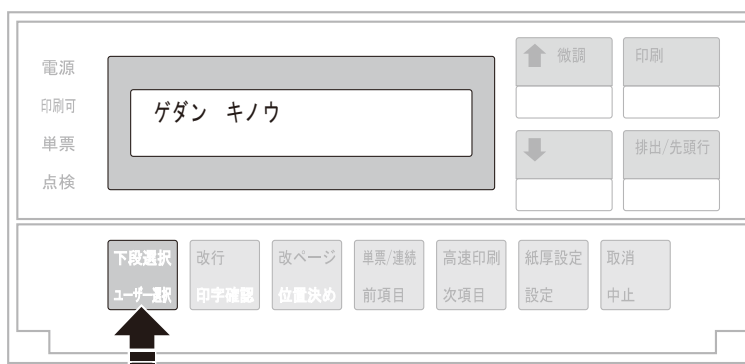 電源
印刷可
単票
点検
ゲダン キノウ
微調
印刷
排出/先頭行
下段選択
ユーザー選択
改行
印字確認
改ページ
位置決め
単票/連続
前項目
高速印刷
次項目
紙厚設定
設定
取消
中止